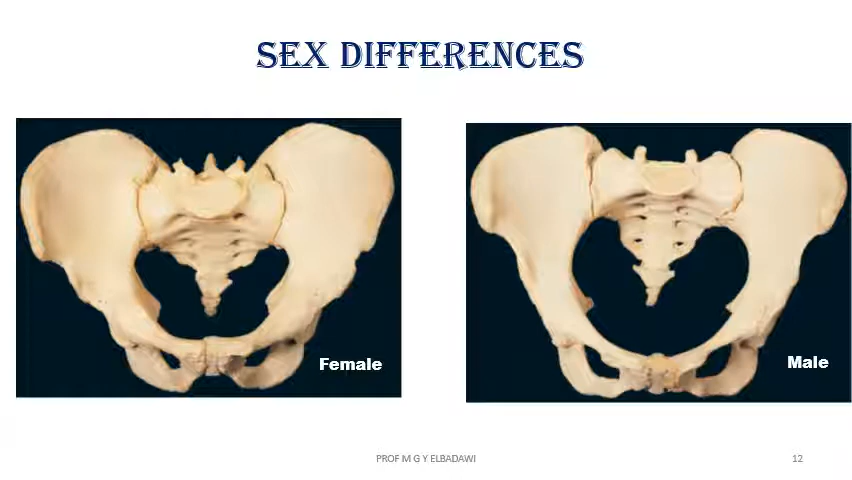 SEX DIFFERENCES
Female
Male
PROF M G Y ELBADAWI
12